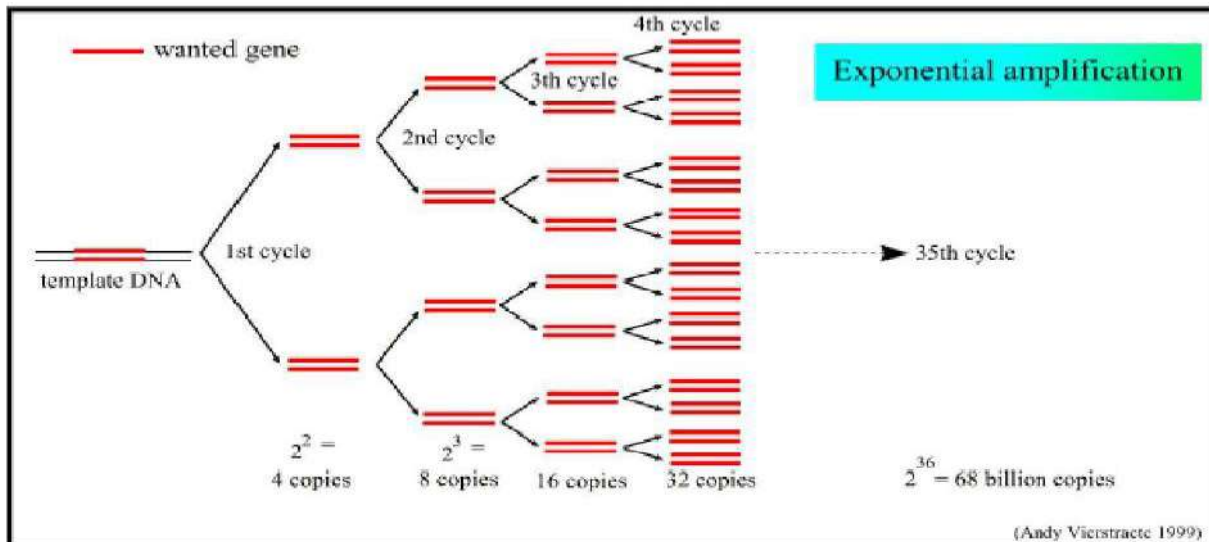 4th cycle
wanted gene
Exponential amplification
3th cycle
2nd cycle
1st cycle
template DNA
35th cycle
2^2 =
4 copies
2^3 =
8 copies
16 copies
32 copies
2^36 = 68 billion copies
(Andy Vierstracte 1999)